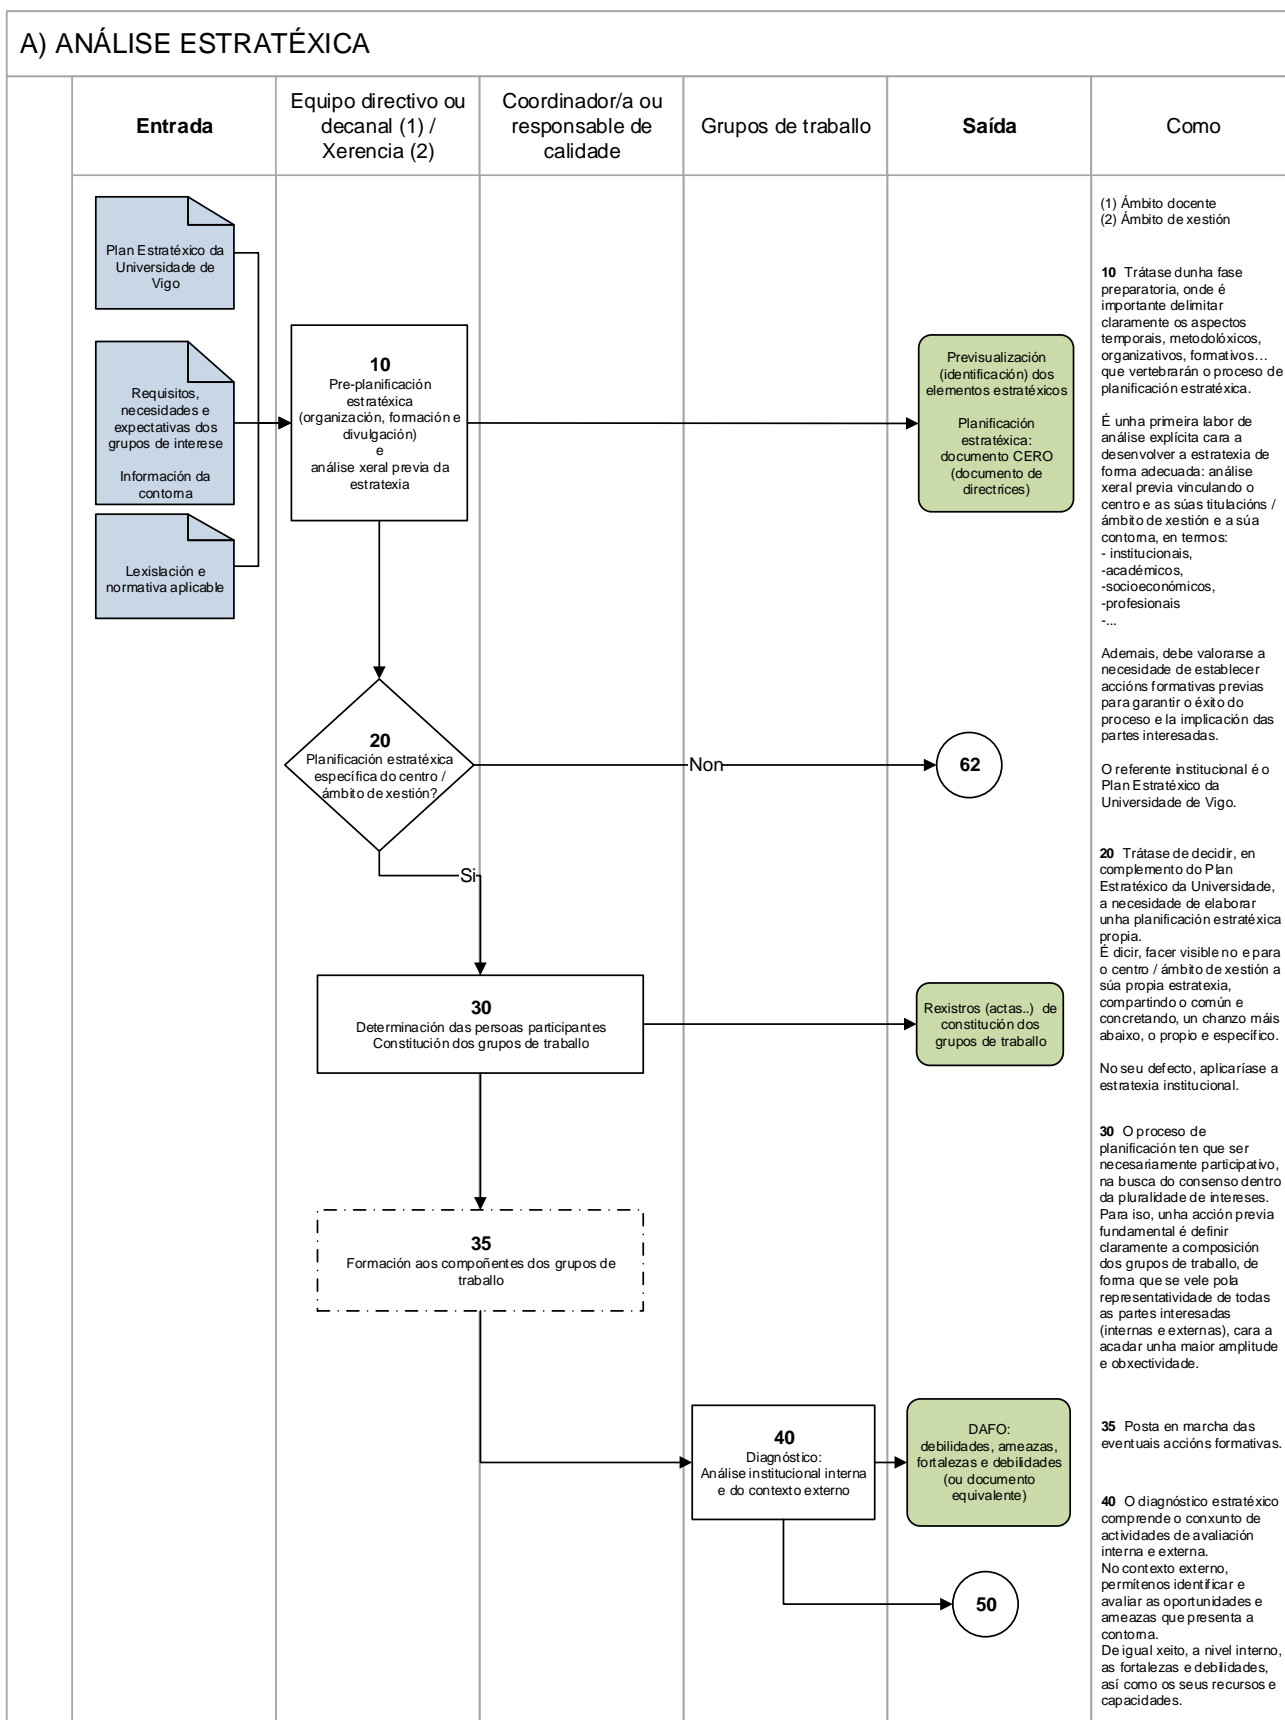 A) ANÁLISE ESTRATÉXICA
Entrada
Equipo directivo ou
decanal (1) /
Xerencia (2)
Coordinador/a ou
responsable de
calidade
Grupos de traballo
Saída
Como
Plan Estratéxico da
Universidade de
Vigo
Requisitos,
necesidades e
expectativas dos
grupos de interese
Información da
contorna
Lexislación e
normativa aplicable
10
Pre-planificación
estratéxica
(organización, formación e
divulgación)
e
análise xeral previa da
estratexia
Previsualización
(identificación) dos
elementos estratéxicos
Planificación
estratéxica:
documento CERO
(documento de
directrices)
20
Planificación estratéxica
específica do centro /
ámbito de xestión?
Non
62
Si
30
Determinación das persoas participantes
Constitución dos grupos de traballo
Rexistros (actas..) de
constitución dos
grupos de traballo
35
Formación aos compoñentes dos grupos de
traballo
40
Diagnóstico:
Análise institucional interna
e do contexto externo
DAFO:
debilidades, ameazas,
fortalezas e debilidades
(ou documento
equivalente)
50
(1) Ámbito docente
(2) Ámbito de xestión
10 Trátase dunha fase
preparatoria, onde é
importante delimitar
claramente os aspectos
temporais, metodolóxicos,
organizativos, formativos…
que vertebrarán o proceso de
planificación estratéxica.
É unha primeira labor de
análise explícita cara a
desenvolver a estratexia de
forma adecuada: análise
xeral previa vinculando o
centro e as súas titulacións /
ámbito de xestión e a súa
contorna, en termos:
- institucionais,
-académicos,
-socioeconómicos,
-profesionais
-...
Ademais, debe valorarse a
necesidade de establecer
accións formativas previas
para garantir o éxito do
proceso e la implicación das
partes interesadas.
O referente institucional é o
Plan Estratéxico da
Universidade de Vigo.
20 Trátase de decidir, en
complemento do Plan
Estratéxico da Universidade,
a necesidade de elaborar
unha planificación estratéxica
propia.
É dicir, facer visible no e para
o centro / ámbito de xestión a
súa propia estratexia,
compartindo o común e
concretando, un chanzo máis
abaixo, o propio e específico.
No seu defecto, aplicaríase a
estratexia institucional.
30 O proceso de
planificación ten que ser
necesariamente participativo,
na busca do consenso dentro
da pluralidade de intereses.
Para iso, unha acción previa
fundamental é definir
claramente a composición
dos grupos de traballo, de
forma que se vele pola
representatividade de todas
as partes interesadas
(internas e externas), cara a
acadar unha maior amplitude
e obxectividade.
35 Posta en marcha das
eventuais accións formativas.
40 O diagnóstico estratéxico
comprende o conxunto de
actividades de avaliación
interna e externa.
No contexto externo,
permítenos identificar e
avaliar as oportunidades e
ameazas que presenta a
contorna.
De igual xeito, a nivel interno,
as fortalezas e debilidades,
así como os seus recursos e
capacidades.